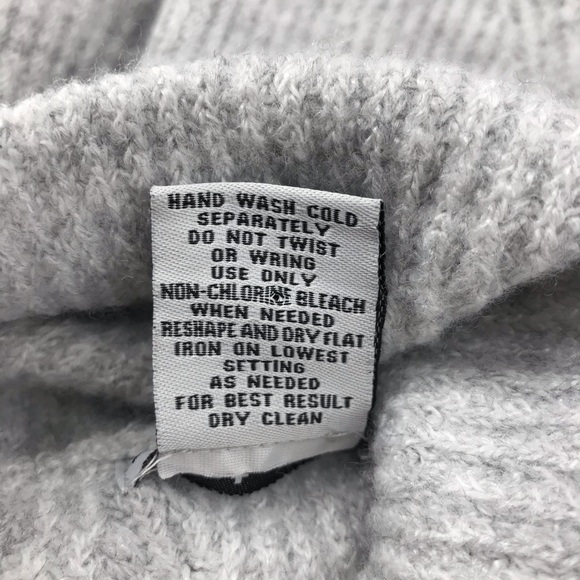 HAND WASH COLD
SEPARATELY
DO NOT TWIST
OR WRING
USE ONLY
NON-CHLORINE BLEACH
WHEN NEEDED
RESHAPE AND DRY FLAT
IRON ON LOWEST
SETTING
AS NEEDED
FOR BEST RESULT
DRY CLEAN